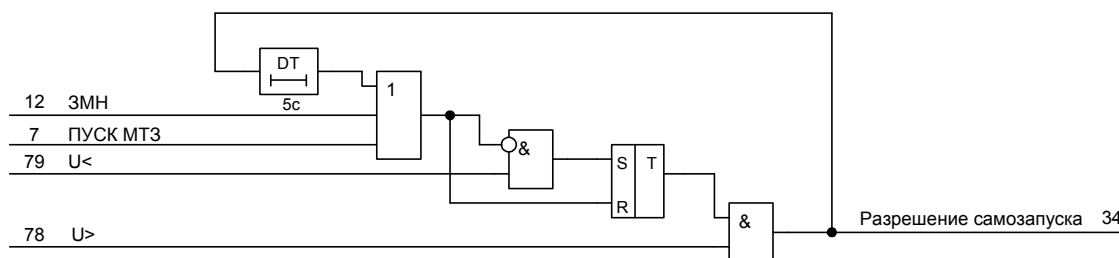 DT
5с
1
12 ЗМН
7 ПУСК МТЗ
79 U<
&
S T
R
&
78 U>
Разрешение самозапуска 34